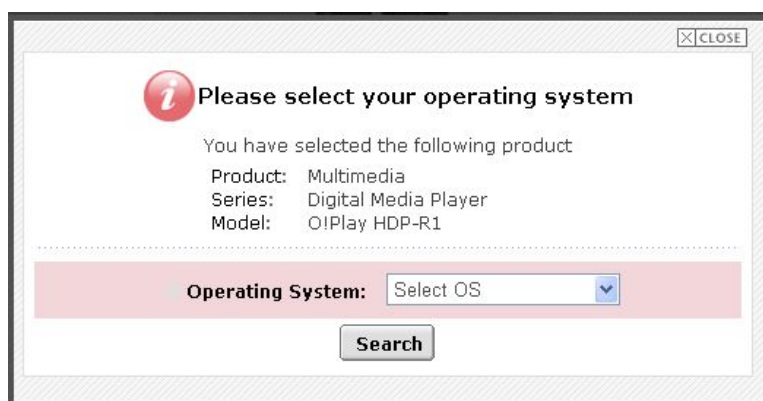 CLOSE
Please select your operating system
You have selected the following product
Product: Multimedia
Series: Digital Media Player
Model: O!Play HDP-R1
Operating System: Select OS
Search